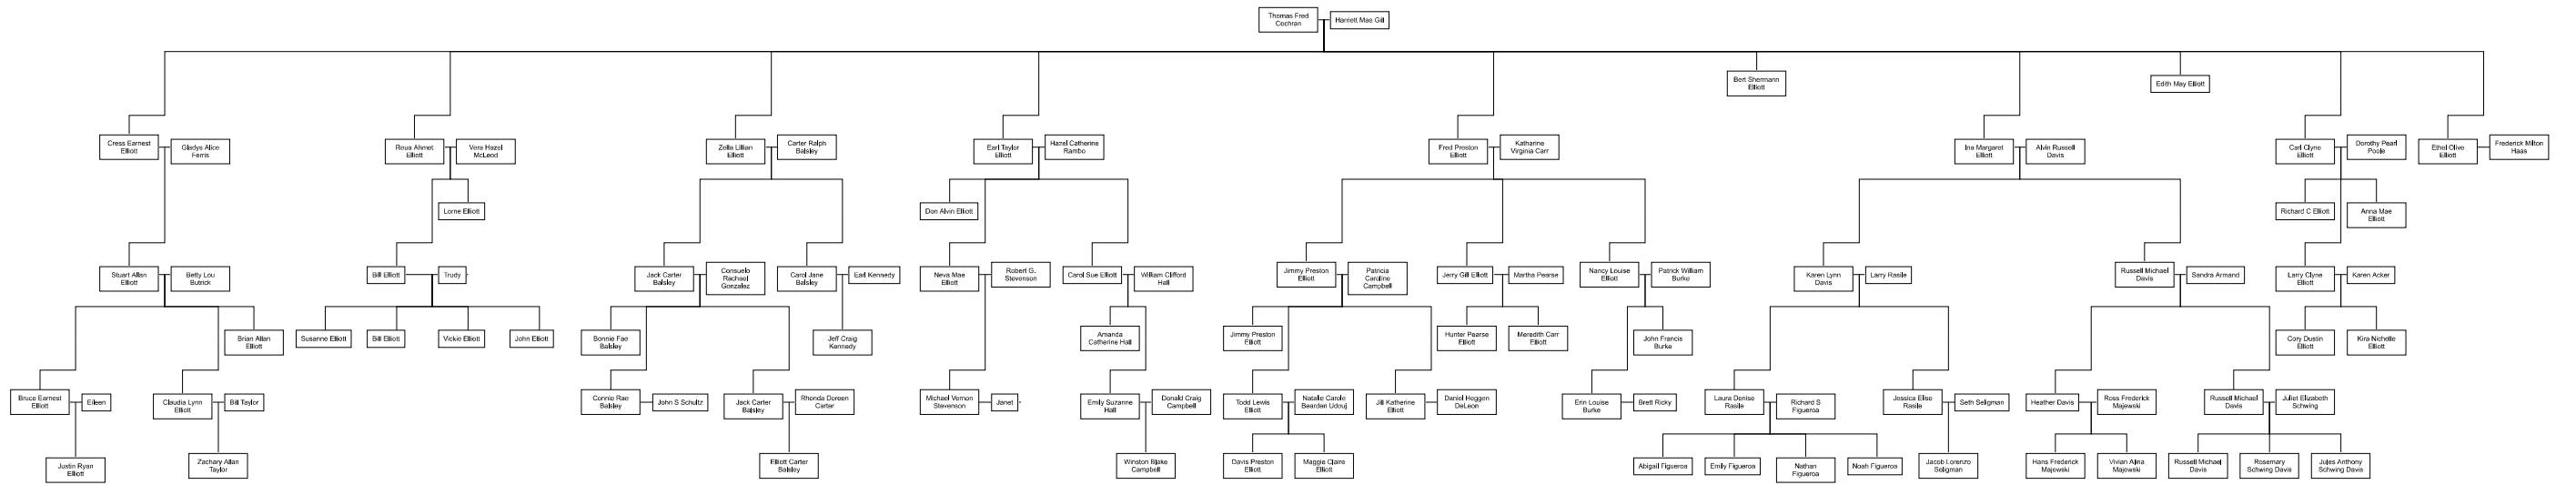 Thomas Fred
Cochran
Harriett Mae Gill
Bert Shermann
Elliott
Edith May Elliott
Cress Earnest
Elliott
Gladys Alice
Ferris
Reua Ahmet
Elliott
Vera Hazel
McLeod
Zella Lillian
Elliott
Carter Ralph
Balsley
Earl Taylor
Elliott
Hazel Catherine
Rambo
Fred Preston
Elliott
Katharine
Virginia Carr
Ina Margaret
Elliott
Alvin Russell
Davis
Carl Clyne
Elliott
Dorothy Pearl
Poole
Ethel Olive
Elliott
Frederick Milton
Haas
Lorne Elliott
Don Alvin Elliott
Richard C Elliott
Anna Mae
Elliott
Stuart Allan
Elliott
Betty Lou
Butrick
Bill Elliott
Trudy
Jack Carter
Balsley
Consuelo
Rachael
Gonzalez
Carol Jane
Balsley
Earl Kennedy
Neva Mae
Elliott
Robert G.
Stevenson
Carol Sue Elliott
William Clifford
Hall
Jimmy Preston
Elliott
Patricia
Caroline
Campbell
Jerry Gill Elliott
Martha Pearse
Nancy Louise
Elliott
Patrick William
Burke
Karen Lynn
Davis
Larry Rasile
Russell Michael
Davis
Sandra Armand
Larry Clyne
Elliott
Karen Acker
Brian Allan
Elliott
Susanne Elliott
Bill Elliott
Vickie Elliott
John Elliott
Bonnie Fae
Balsley
Jeff Craig
Kennedy
Amanda
Catherine Hall
Jimmy Preston
Elliott
Hunter Pearse
Elliott
Meredith Carr
Elliott
John Francis
Burke
Cory Dustin
Elliott
Kira Nichelle
Elliott
Bruce Earnest
Elliott
Eileen
Claudia Lynn
Elliott
Bill Taylor
Connie Rae
Balsley
John S Schultz
Jack Carter
Balsley
Rhonda Doreen
Carter
Michael Vernon
Stevenson
Janet
Emily Suzanne
Hall
Donald Craig
Campbell
Todd Lewis
Elliott
Natalie Carole
Bearden Udouj
Jill Katherine
Elliott
Daniel Heggen
DeLeon
Erin Louise
Burke
Brett Ricky
Laura Denise
Rasile
Richard S
Figueroa
Jessica Elise
Rasile
Seth Seligman
Heather Davis
Ross Frederick
Majewski
Russell Michael
Davis
Juliet Elizabeth
Schwing
Justin Ryan
Elliott
Zachary Allan
Taylor
Elliott Carter
Balsley
Winston Blake
Campbell
Davis Preston
Elliott
Maggie Claire
Elliott
Abigail Figueroa
Emily Figueroa
Nathan
Figueroa
Noah Figueroa
Jacob Lorenzo
Seligman
Hans Frederick
Majewski
Vivian Alina
Majewski
Russell Michael
Davis
Rosemary
Schwing Davis
Jules Anthony
Schwing Davis